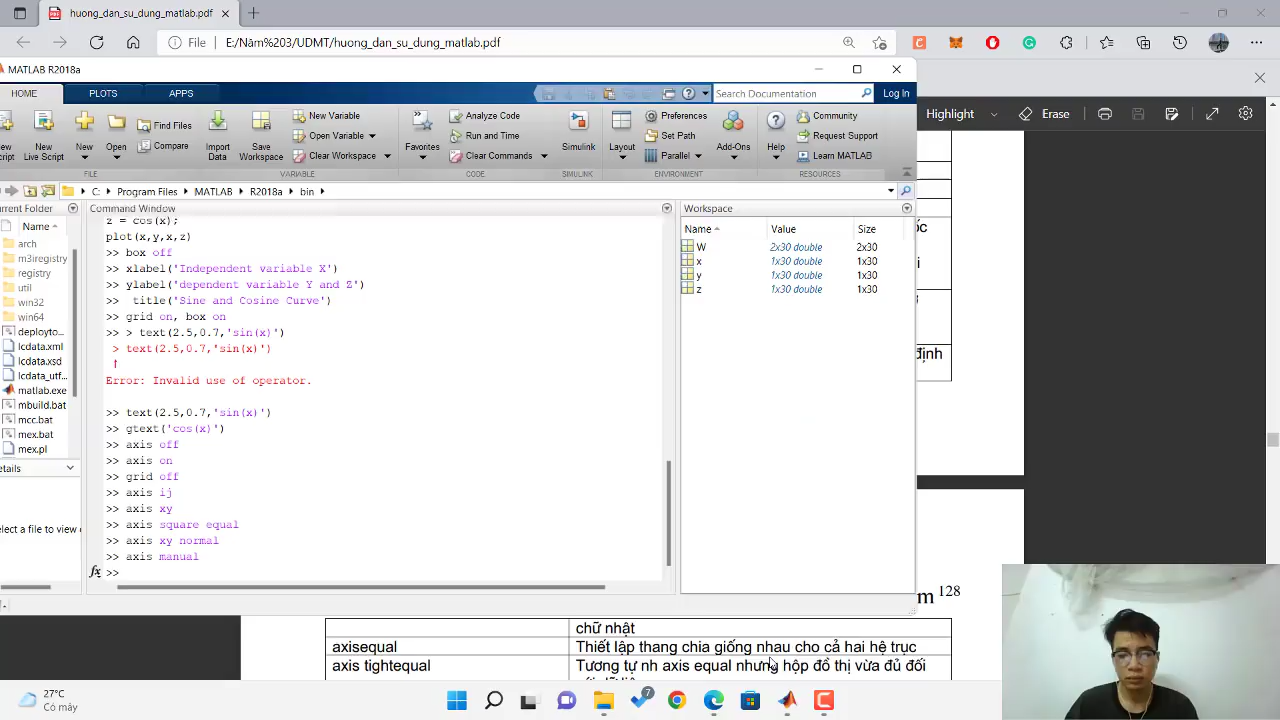 huong_dan_su_dung_matlab.pdf
File E:/Năm%203/UDMT/huong_dan_su_dung_matlab.pdf
MATLAB R2018a
HOME PLOTS APPS Search Documentation Log In
Highlight Erase
New Variable Analyze Code Preferences Community
Find Files Open Variable Run and Time Set Path Request Support
Compare Clear Workspace Clear Commands Parallel Learn MATLAB
New Open Import Save Favorites Simulink Layout Add-Ons Help
Live Script Data Workspace
FILE VARIABLE CODE SIMULINK ENVIRONMENT RESOURCES
C: Program Files MATLAB R2018a bin
Current Folder
Name
arch
m3iregistry
registry
util
win32
win64
deployto...
lcdata.xml
lcdata.xsd
lcdata_utf...
matlab.exe
mbuild.bat
mcc.bat
mex.bat
mex.pl
etails
elect a file to view
Command Window
z = cos(x);
plot(x,y,x,z)
>> box off
>> xlabel('Independent variable X')
>> ylabel('dependent variable Y and Z')
>> title('Sine and Cosine Curve')
>> grid on, box on
>> > text(2.5,0.7,'sin(x)')
> text(2.5,0.7,'sin(x)')
↑
Error: Invalid use of operator.
>> text(2.5,0.7,'sin(x)')
>> gtext('cos(x)')
>> axis off
>> axis on
>> grid off
>> axis ij
>> axis xy
>> axis square equal
>> axis xy normal
>> axis manual
fx >>
Workspace
Name Value Size
W 2x30 double 2x30
x 1x30 double 1x30
y 1x30 double 1x30
z 1x30 double 1x30
định
m 128
chữ nhật
axisequal Thiết lập thang chia giống nhau cho cả hai hệ trục
axis tightequal Tương tự nh axis equal nhưng hộp đồ thị vừa đủ đối
27°C
Có mây
7